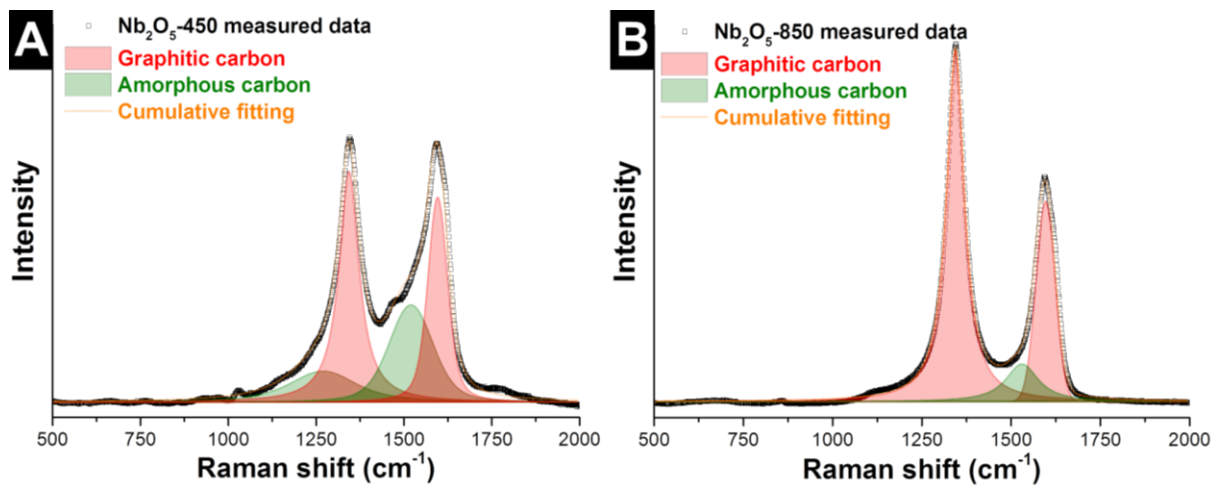 A
Nb₂O₅-450 measured data
Graphitic carbon
Amorphous carbon
Cumulative fitting
Intensity
500 750 1000 1250 1500 1750 2000
Raman shift (cm⁻¹)
B
Nb₂O₅-850 measured data
Graphitic carbon
Amorphous carbon
Cumulative fitting
Intensity
500 750 1000 1250 1500 1750 2000
Raman shift (cm⁻¹)